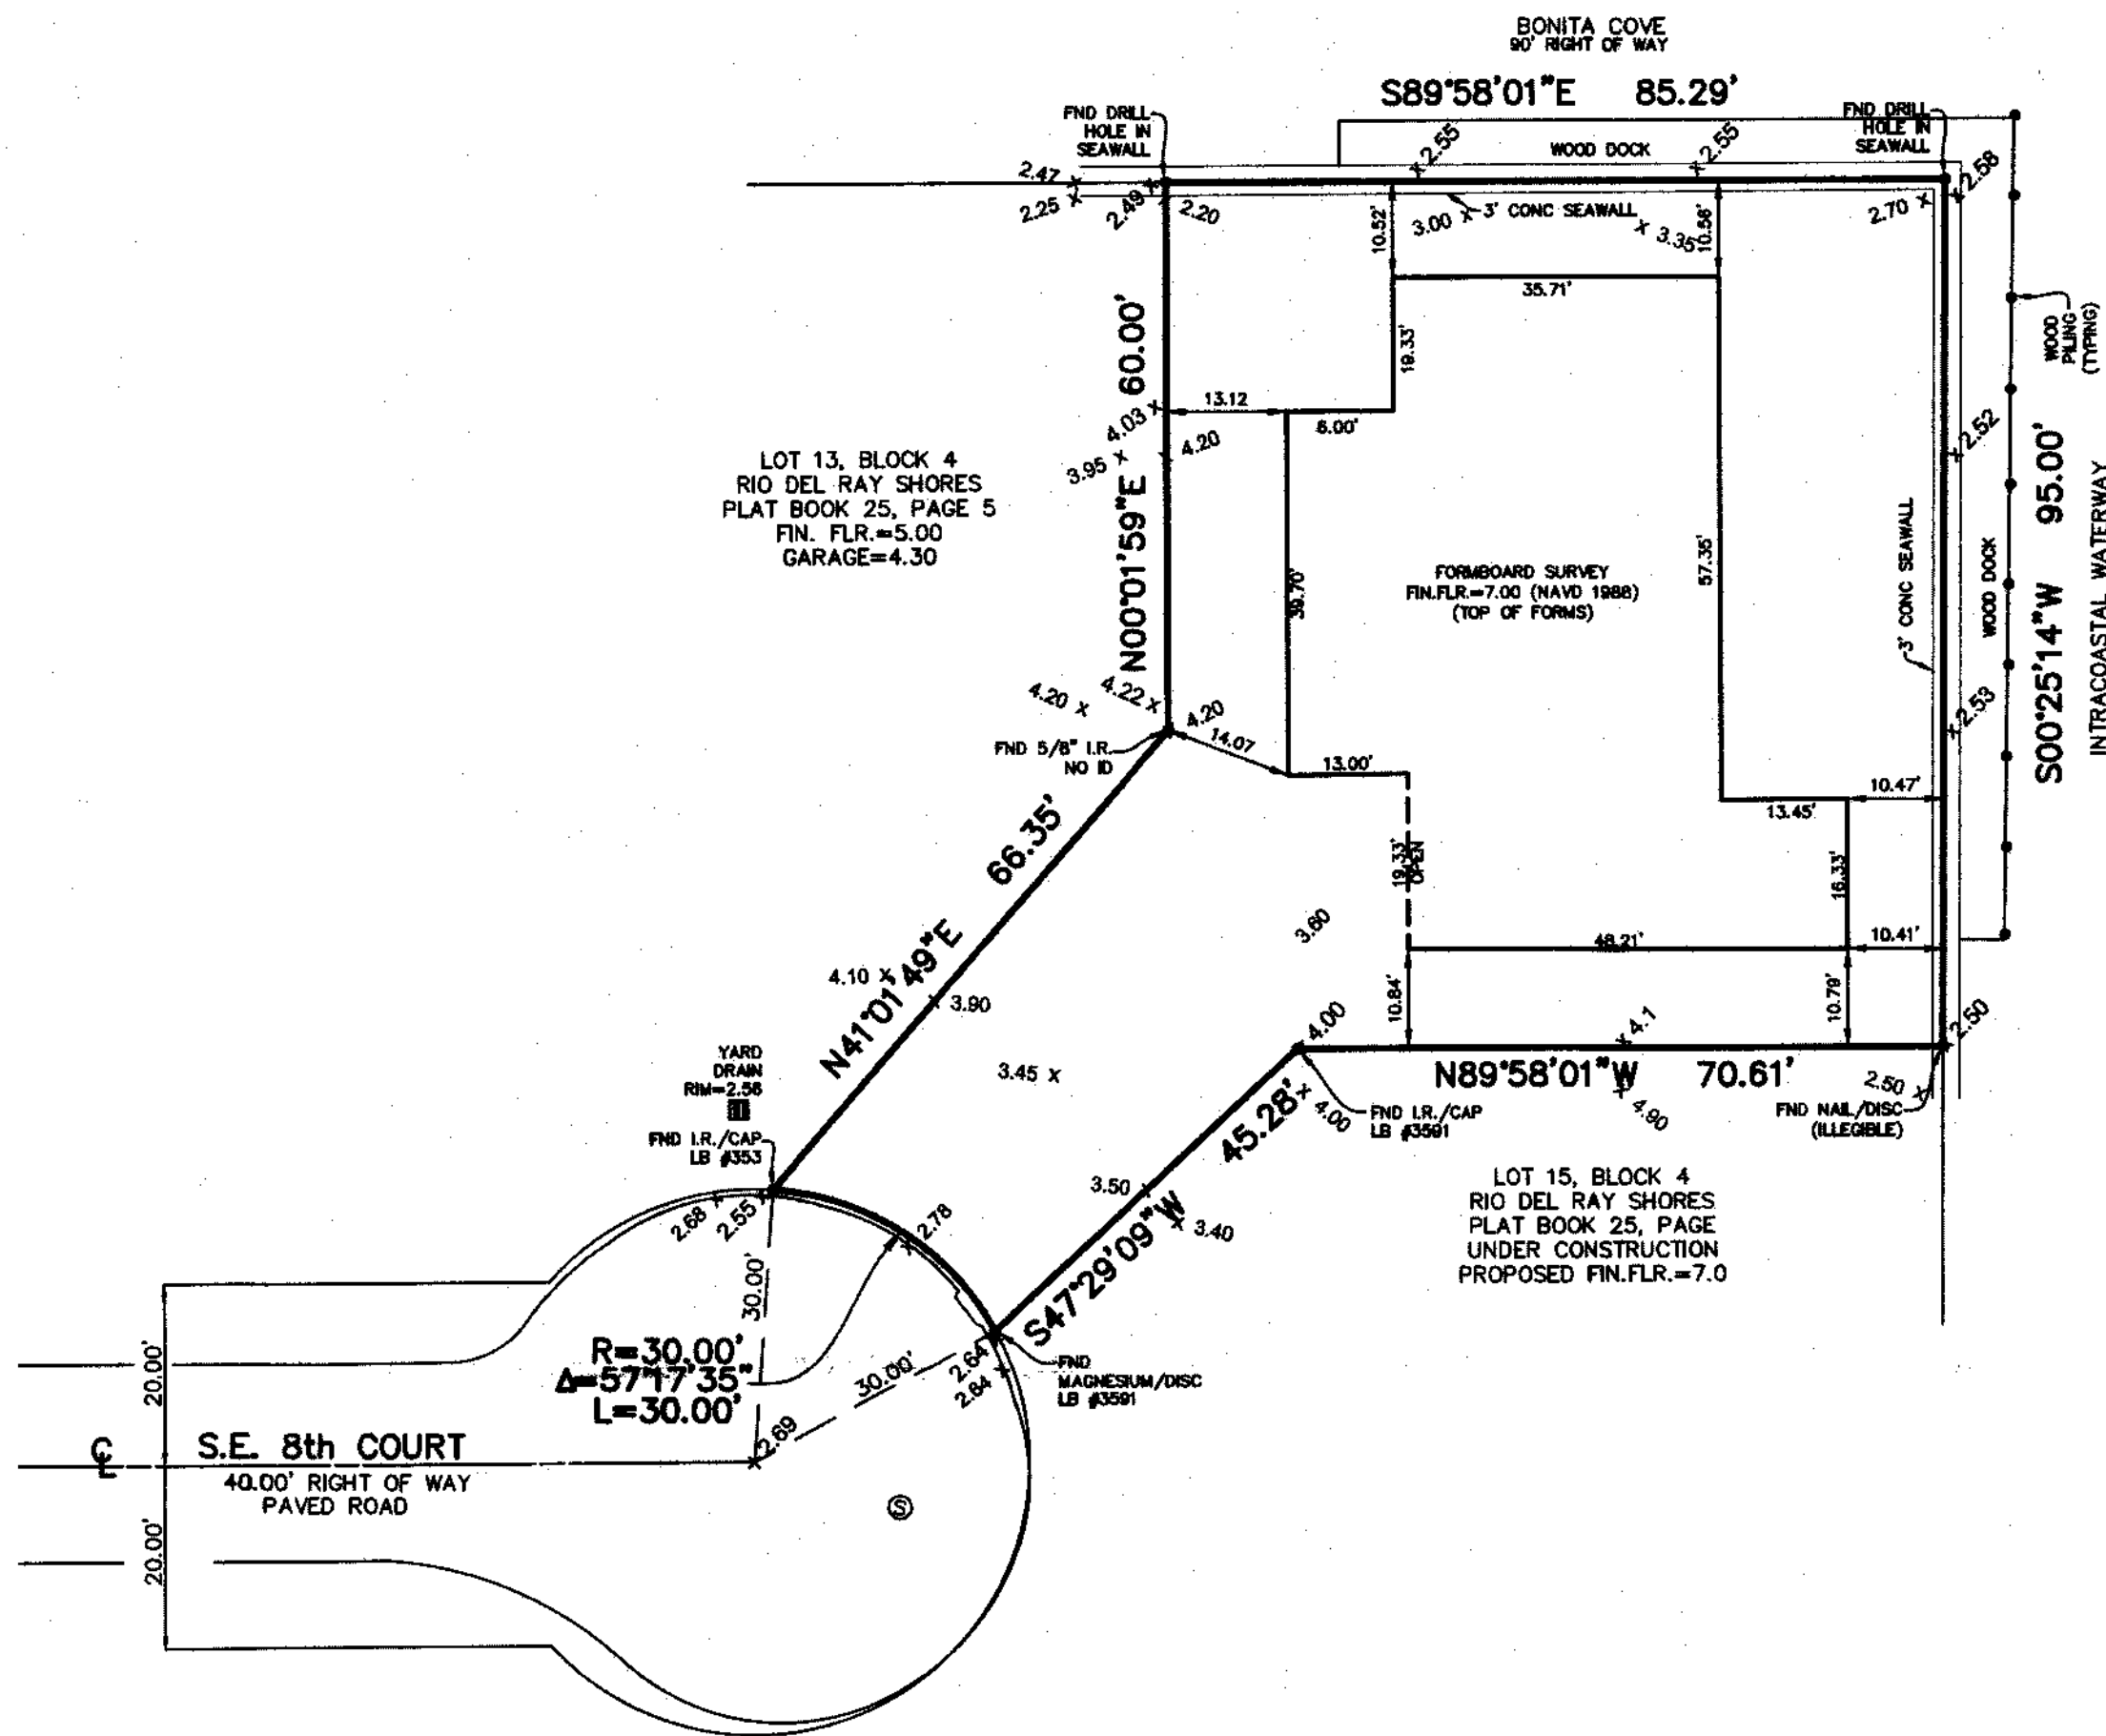 BONITA COVE
90' RIGHT OF WAY
S89°58'01"E 85.29'
FND DRILL
HOLE IN
SEAWALL
FND DRILL
HOLE IN
SEAWALL
WOOD DOCK
2.55
2.55
2.58
2.47
2.25
2.49
2.20
10.52'
3.00
3' CONC SEAWALL
3.35
10.56'
2.70
35.71'
19.33'
WOOD
PILING
(TYPING)
N00°01'59"E 60.00'
13.12
6.00'
4.03
4.20
3.95
2.52
LOT 13, BLOCK 4
RIO DEL RAY SHORES
PLAT BOOK 25, PAGE 5
FIN. FLR.=5.00
GARAGE=4.30
39.70'
FORMBOARD SURVEY
FIN.FLR.=7.00 (NAVD 1988)
(TOP OF FORMS)
57.35'
3' CONC SEAWALL
WOOD DOCK
S00°25'14"W 95.00'
INTRACOASTAL WATERWAY
4.20
4.22
4.20
14.07
FND 5/8" I.R.
NO ID
13.00'
2.53
10.47'
13.45'
19.33'
OPEN
16.33'
N41°01'49"E 66.35'
3.60
48.21'
10.41'
4.10
3.90
10.84'
10.79'
4.00
4.1
2.50
YARD
DRAIN
RIM=2.56
3.45
N89°58'01"W 70.61'
2.50
4.90
4.00
FND I.R./CAP
LB #3591
FND NAIL/DISC
(ILLEGIBLE)
FND I.R./CAP
LB #353
S47°29'09"W 45.28'
3.50
3.40
LOT 15, BLOCK 4
RIO DEL RAY SHORES
PLAT BOOK 25, PAGE
UNDER CONSTRUCTION
PROPOSED FIN.FLR.=7.0
2.68
2.55
2.78
30.00'
R=30.00'
Δ=57°17'35"
L=30.00'
30.00'
2.64
2.64
FND
MAGNESIUM/DISC
LB #3591
20.00'
2.69
CL
S.E. 8th COURT
40.00' RIGHT OF WAY
PAVED ROAD
S
20.00'